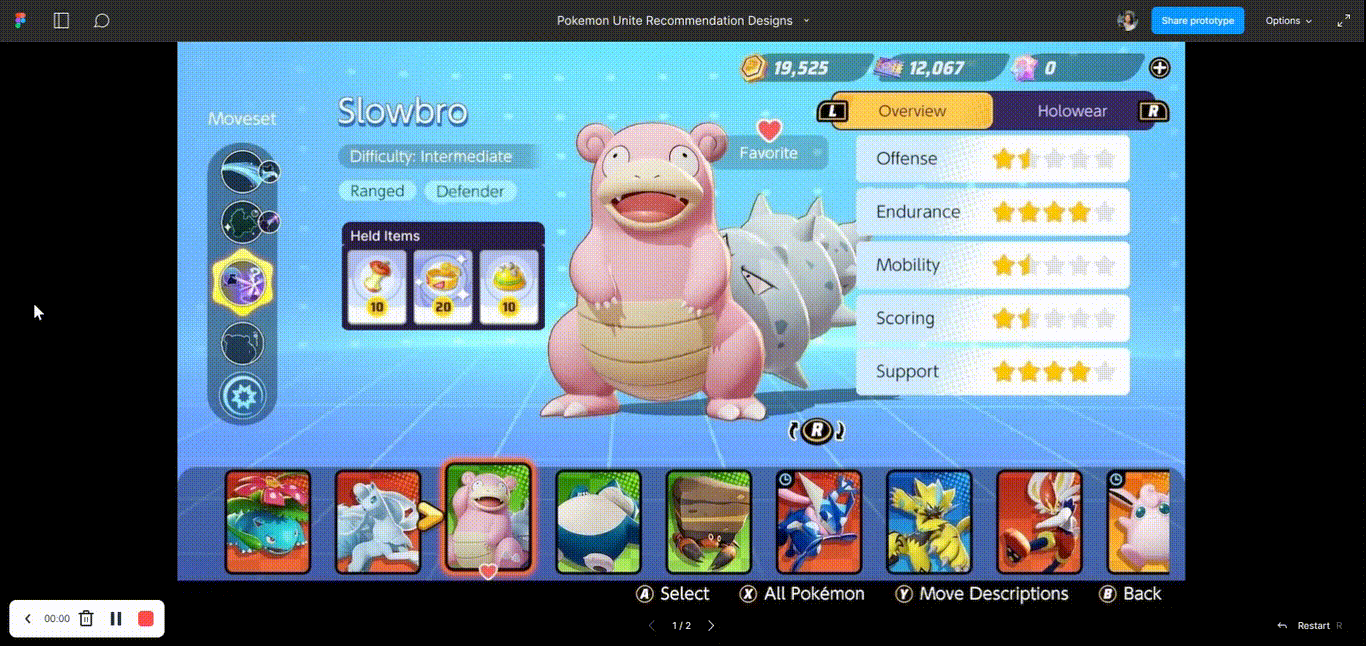 Pokemon Unite Recommendation Designs
Share prototype
Options
19,525
12,067
0
Moveset
Slowbro
Difficulty: Intermediate
Ranged
Defender
Held Items
10
20
10
Favorite
L
Overview
Holowear
R
Offense
Endurance
Mobility
Scoring
Support
R
A Select
X All Pokémon
Y Move Descriptions
B Back
00:00
1 / 2
Restart R